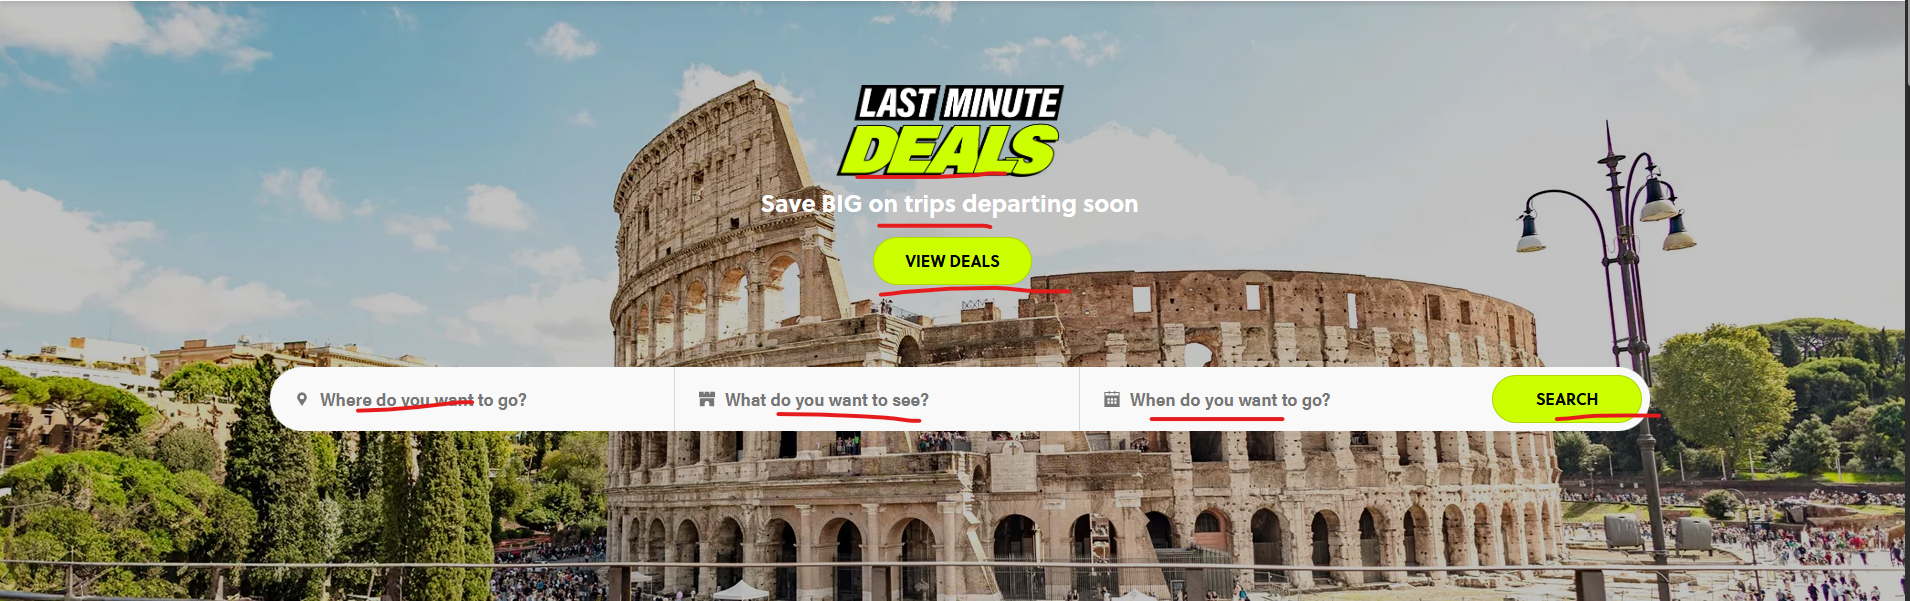 LAST MINUTE
DEALS
Save BIG on trips departing soon
VIEW DEALS
Where do you want to go?
What do you want to see?
When do you want to go?
SEARCH